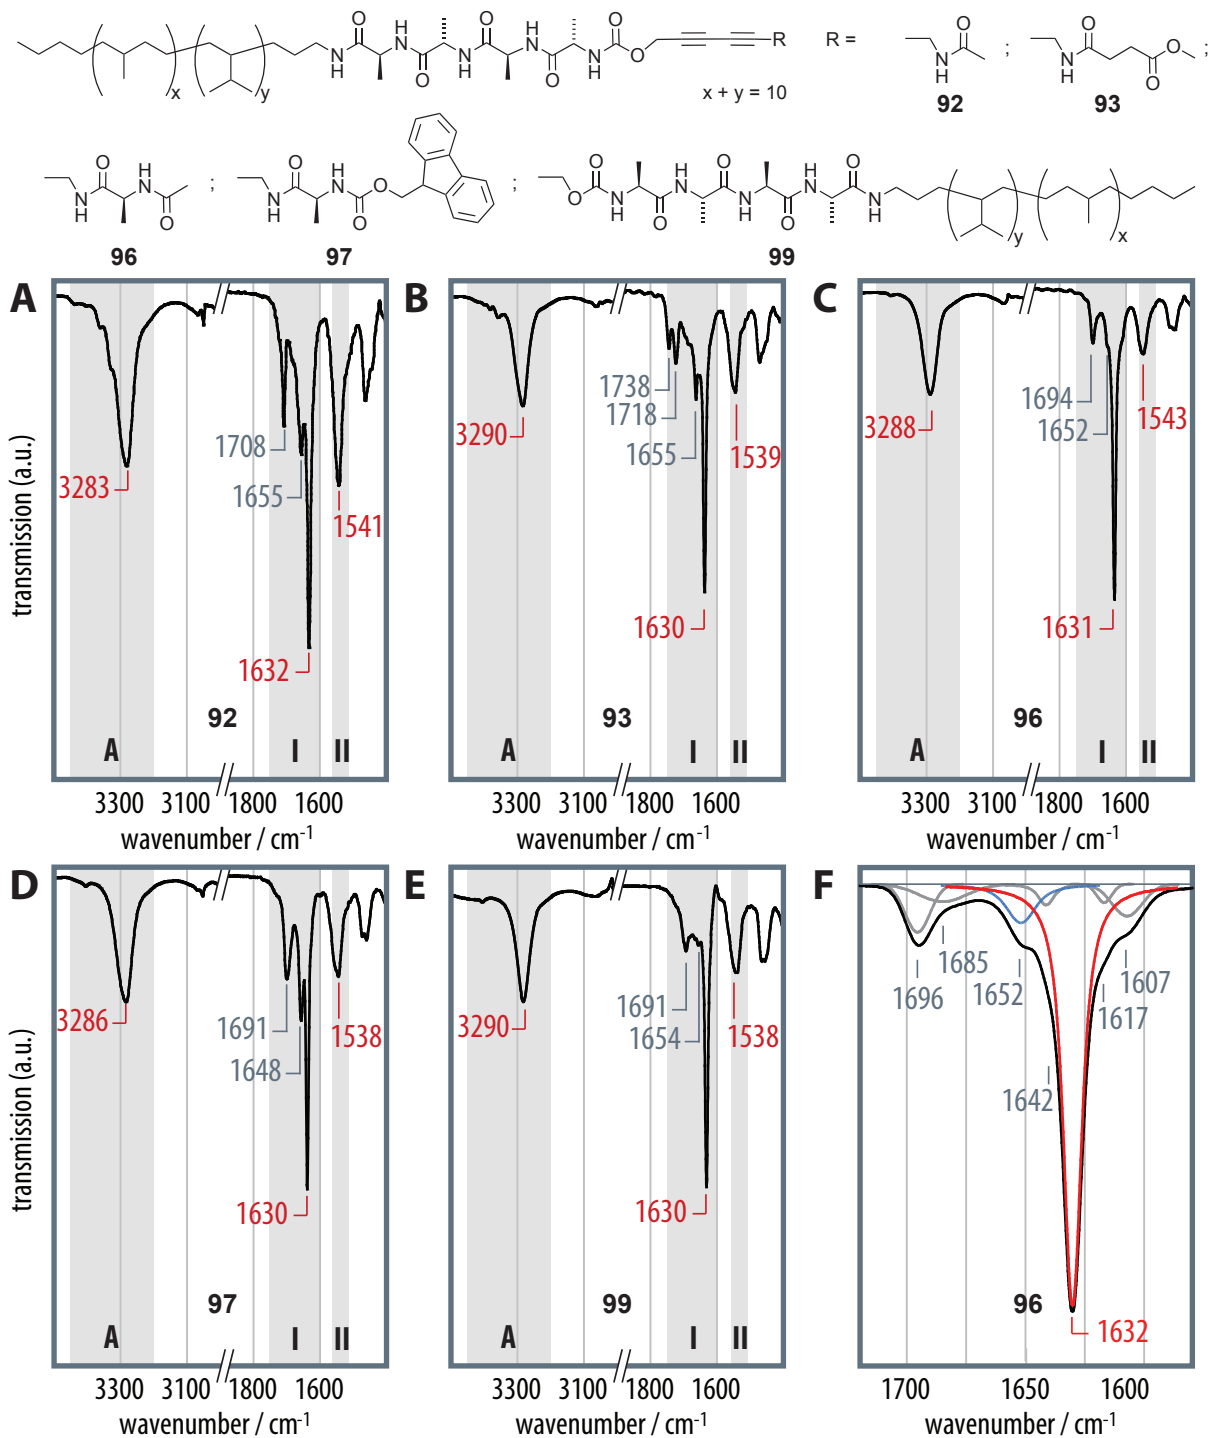 O H N O H N O O R R = O ; O O ;
N H O N H O N H O N H O N H N H O
x y x + y = 10 92 93
O H N ; O H N O ; O H N O H N O
N H O N H O O N H O N H O N H y x
96 97 99
A B C
transmission (a.u.)
3283 1708 1655 1541 1632
92
A I II
3300 3100 1800 1600
wavenumber / cm-1
3290 1738 1718 1655 1539 1630
93
A I II
3300 3100 1800 1600
wavenumber / cm-1
3288 1694 1652 1543 1631
96
A I II
3300 3100 1800 1600
wavenumber / cm-1
D E F
transmission (a.u.)
3286 1691 1648 1538 1630
97
A I II
3300 3100 1800 1600
wavenumber / cm-1
3290 1691 1654 1538 1630
99
A I II
3300 3100 1800 1600
wavenumber / cm-1
1696 1685 1652 1642 1617 1607
96
1632
1700 1650 1600
wavenumber / cm-1